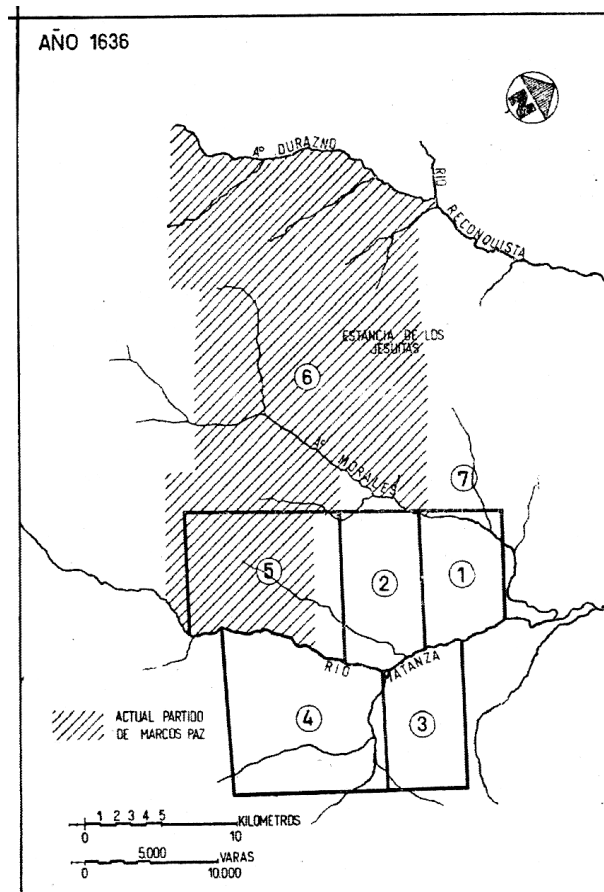 AÑO 1636
N
Aº DURAZNO
RIO RECONQUISTA
ESTANCIA DE LOS
JESUITAS
6
Aº MORALES
7
5
2
1
RIO MATANZA
4
3
ACTUAL PARTIDO
DE MARCOS PAZ
1 2 3 4 5 KILOMETROS
0 10
5.000 VARAS
0 10.000